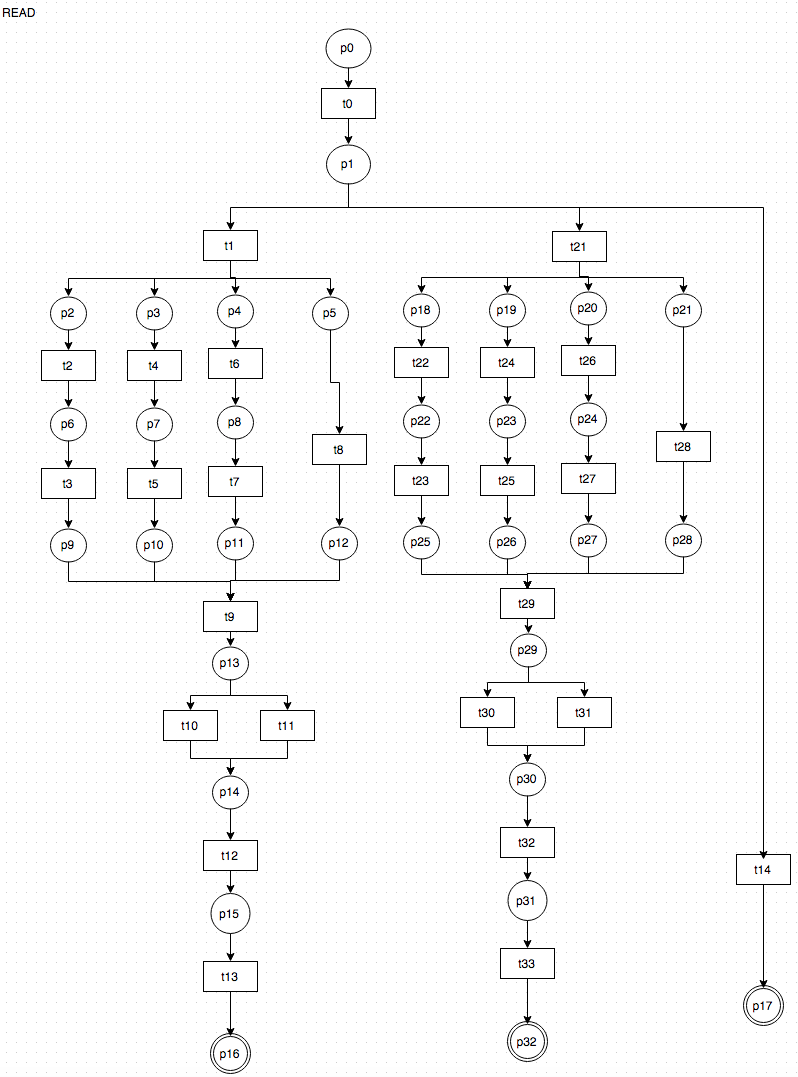 READ
p0
t0
p1
t1 t21
p2 p3 p4 p5 p18 p19 p20 p21
t2 t4 t6 t22 t24 t26
p6 p7 p8 p22 p23 p24
t8 t28
t3 t5 t7 t23 t25 t27
p9 p10 p11 p12 p25 p26 p27 p28
t9 t29
p13 p29
t10 t11 t30 t31
p14 p30
t12 t32
t14
p15 p31
t13 t33
p17
p16 p32